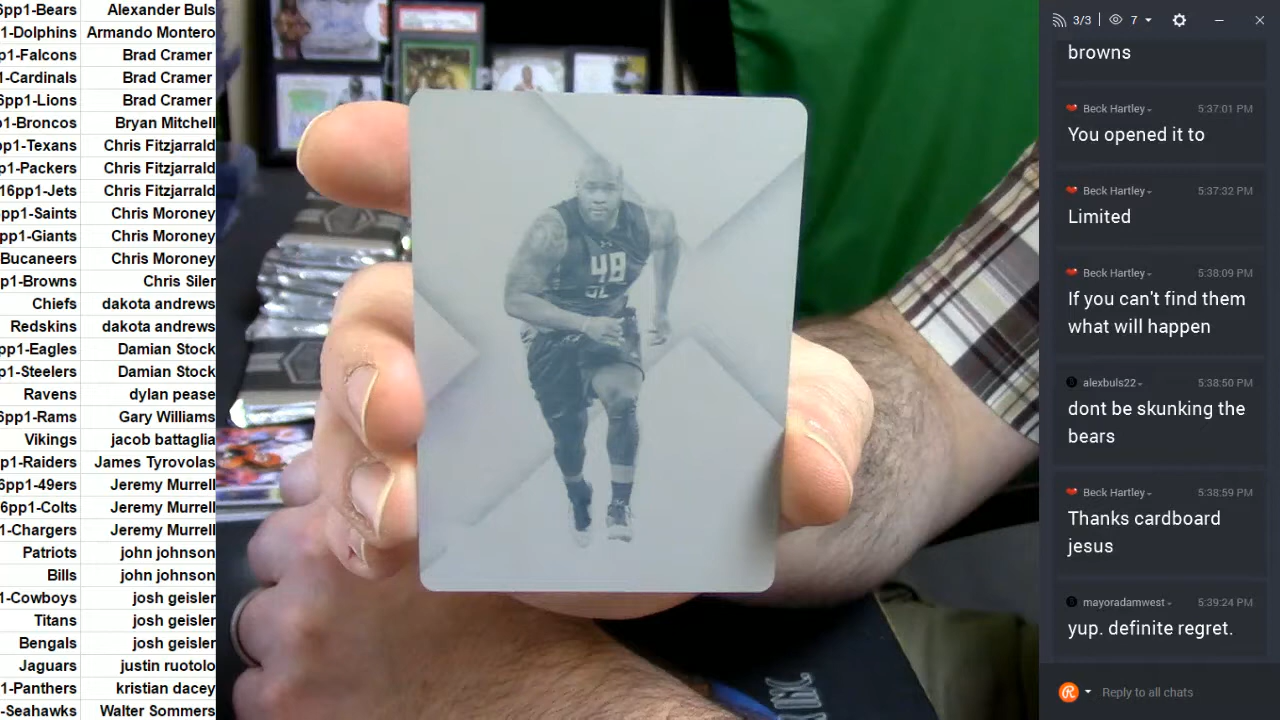 6pp1-Bears Alexander Buls
1-Dolphins Armando Montero
p1-Falcons Brad Cramer
1-Cardinals Brad Cramer
6pp1-Lions Brad Cramer
p1-Broncos Bryan Mitchell
p1-Texans Chris Fitzjarrald
p1-Packers Chris Fitzjarrald
16pp1-Jets Chris Fitzjarrald
pp1-Saints Chris Moroney
pp1-Giants Chris Moroney
Bucaneers Chris Moroney
p1-Browns Chris Siler
Chiefs dakota andrews
Redskins dakota andrews
pp1-Eagles Damian Stock
p1-Steelers Damian Stock
Ravens dylan pease
6pp1-Rams Gary Williams
Vikings jacob battaglia
p1-Raiders James Tyrovolas
6pp1-49ers Jeremy Murrell
6pp1-Colts Jeremy Murrell
1-Chargers Jeremy Murrell
Patriots john johnson
Bills john johnson
1-Cowboys josh geisler
Titans josh geisler
Bengals josh geisler
Jaguars justin ruotolo
1-Panthers kristian dacey
-Seahawks Walter Sommers
48
DL
3/3 7
browns
Beck Hartley 5:37:01 PM
You opened it to
Beck Hartley 5:37:32 PM
Limited
Beck Hartley 5:38:09 PM
If you can't find them
what will happen
alexbuls22 5:38:50 PM
dont be skunking the
bears
Beck Hartley 5:38:59 PM
Thanks cardboard
jesus
mayoradamwest 5:39:24 PM
yup. definite regret.
Reply to all chats